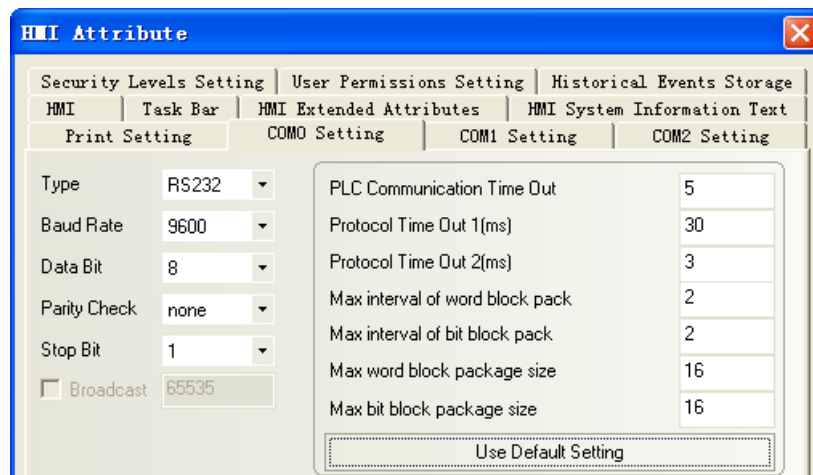 HMI Attribute
Security Levels Setting User Permissions Setting Historical Events Storage
HMI Task Bar HMI Extended Attributes HMI System Information Text
Print Setting COM0 Setting COM1 Setting COM2 Setting
Type RS232
Baud Rate 9600
Data Bit 8
Parity Check none
Stop Bit 1
Broadcast 65535
PLC Communication Time Out 5
Protocol Time Out 1(ms) 30
Protocol Time Out 2(ms) 3
Max interval of word block pack 2
Max interval of bit block pack 2
Max word block package size 16
Max bit block package size 16
Use Default Setting